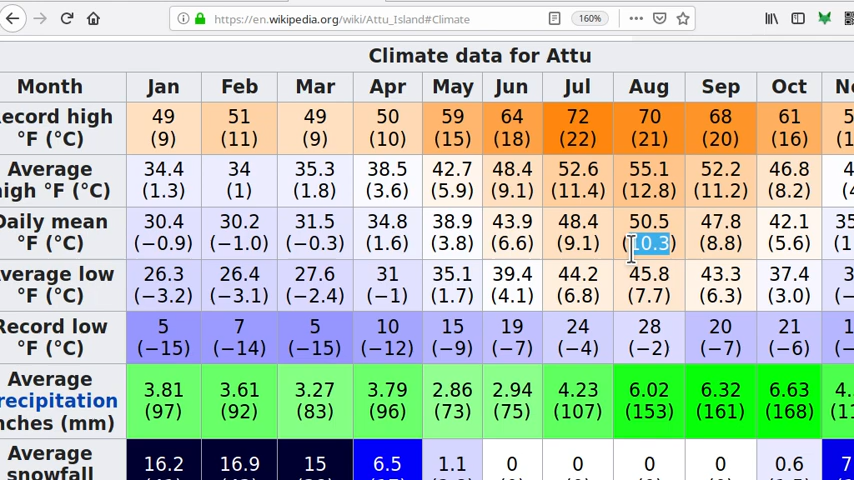 https://en.wikipedia.org/wiki/Attu_Island#Climate 160%
Climate data for Attu
Month Jan Feb Mar Apr May Jun Jul Aug Sep Oct
ecord high 49 51 49 50 59 64 72 70 68 61
°F (°C) (9) (11) (9) (10) (15) (18) (22) (21) (20) (16)
Average 34.4 34 35.3 38.5 42.7 48.4 52.6 55.1 52.2 46.8
high °F (°C) (1.3) (1) (1.8) (3.6) (5.9) (9.1) (11.4) (12.8) (11.2) (8.2)
Daily mean 30.4 30.2 31.5 34.8 38.9 43.9 48.4 50.5 47.8 42.1
°F (°C) (−0.9) (−1.0) (−0.3) (1.6) (3.8) (6.6) (9.1) (10.3) (8.8) (5.6)
Average low 26.3 26.4 27.6 31 35.1 39.4 44.2 45.8 43.3 37.4
°F (°C) (−3.2) (−3.1) (−2.4) (−1) (1.7) (4.1) (6.8) (7.7) (6.3) (3.0)
Record low 5 7 5 10 15 19 24 28 20 21
°F (°C) (−15) (−14) (−15) (−12) (−9) (−7) (−4) (−2) (−7) (−6)
Average 3.81 3.61 3.27 3.79 2.86 2.94 4.23 6.02 6.32 6.63
recipitation (97) (92) (83) (96) (73) (75) (107) (153) (161) (168)
nches (mm)
Average 16.2 16.9 15 6.5 1.1 0 0 0 0 0.6
snowfall